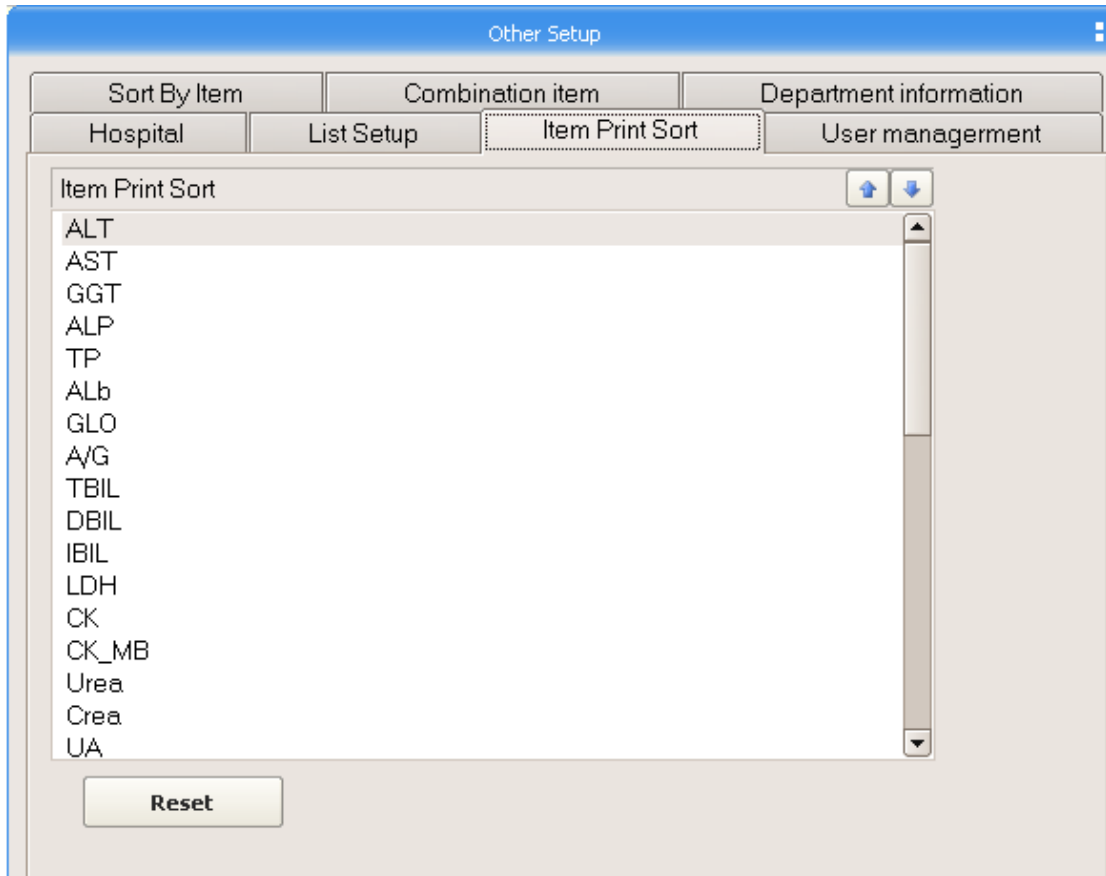 Other Setup
Sort By Item Combination item Department information
Hospital List Setup Item Print Sort User managerment
Item Print Sort
ALT
AST
GGT
ALP
TP
ALb
GLO
A/G
TBIL
DBIL
IBIL
LDH
CK
CK_MB
Urea
Crea
UA
Reset